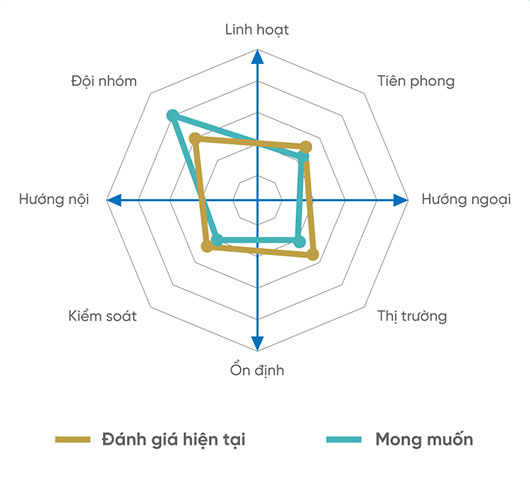 Linh hoạt
Đội nhóm
Tiên phong
Hướng nội
Hướng ngoại
Kiểm soát
Thị trường
Ổn định
Đánh giá hiện tại
Mong muốn